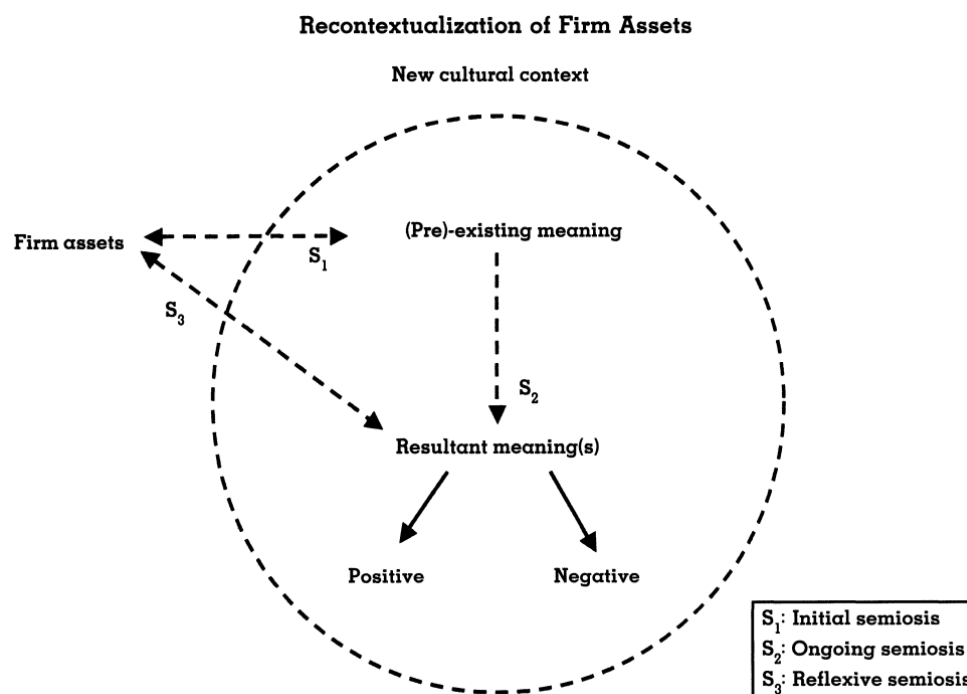 Recontextualization of Firm Assets
New cultural context
(Pre)-existing meaning
Firm assets
S₁
S₃
S₂
Resultant meaning(s)
Positive
Negative
S₁: Initial semiosis
S₂: Ongoing semiosis
S₃: Reflexive semiosis